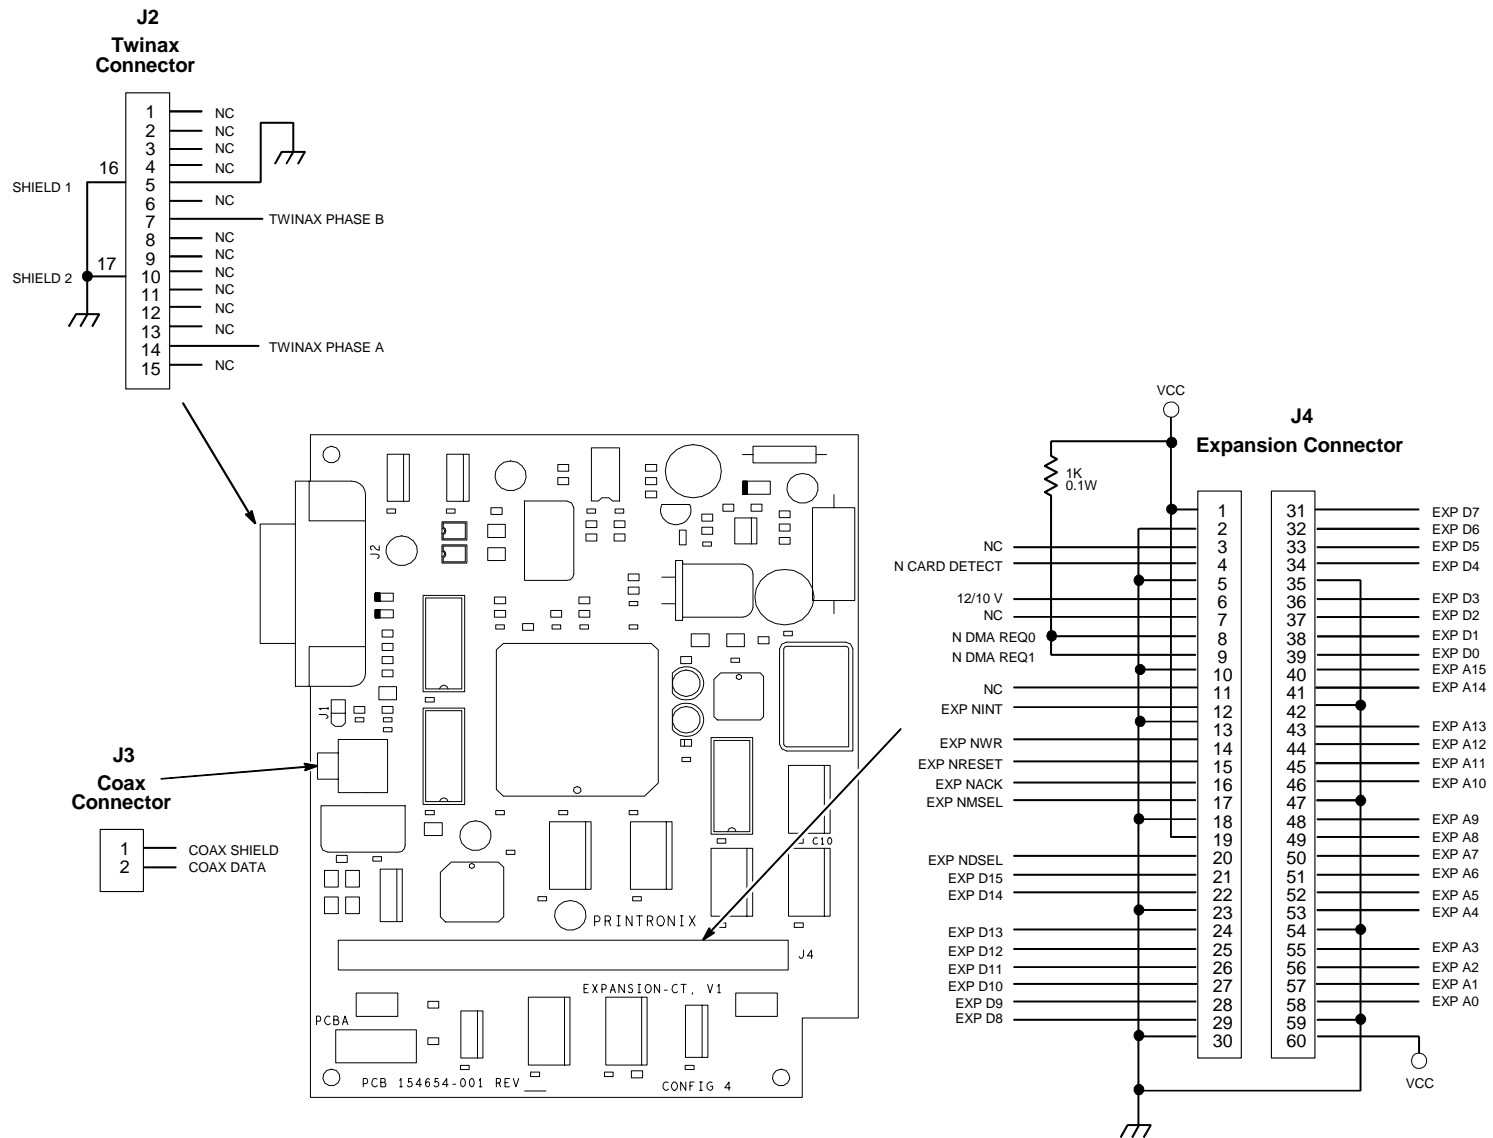 J2
Twinax
Connector
1 NC
2 NC
3 NC
4 NC
16
5
SHIELD 1
6 NC
7 TWINAX PHASE B
8 NC
9 NC
17
10 NC
SHIELD 2
11 NC
12 NC
13 NC
14 TWINAX PHASE A
15 NC
J3
Coax
Connector
1 COAX SHIELD
2 COAX DATA
J2
J1
C10
PRINTRONIX
J4
EXPANSION-CT, V1
PCBA
PCB 154654-001 REV
CONFIG 4
VCC
1K
0.1W
J4
Expansion Connector
1
2
NC 3
N CARD DETECT 4
5
12/10 V 6
NC 7
N DMA REQ0 8
N DMA REQ1 9
10
NC 11
EXP NINT 12
13
EXP NWR 14
EXP NRESET 15
EXP NACK 16
EXP NMSEL 17
18
19
EXP NDSEL 20
EXP D15 21
EXP D14 22
23
EXP D13 24
EXP D12 25
EXP D11 26
EXP D10 27
EXP D9 28
EXP D8 29
30
31 EXP D7
32 EXP D6
33 EXP D5
34 EXP D4
35
36 EXP D3
37 EXP D2
38 EXP D1
39 EXP D0
40 EXP A15
41 EXP A14
42
43 EXP A13
44 EXP A12
45 EXP A11
46 EXP A10
47
48 EXP A9
49 EXP A8
50 EXP A7
51 EXP A6
52 EXP A5
53 EXP A4
54
55 EXP A3
56 EXP A2
57 EXP A1
58 EXP A0
59
60
VCC